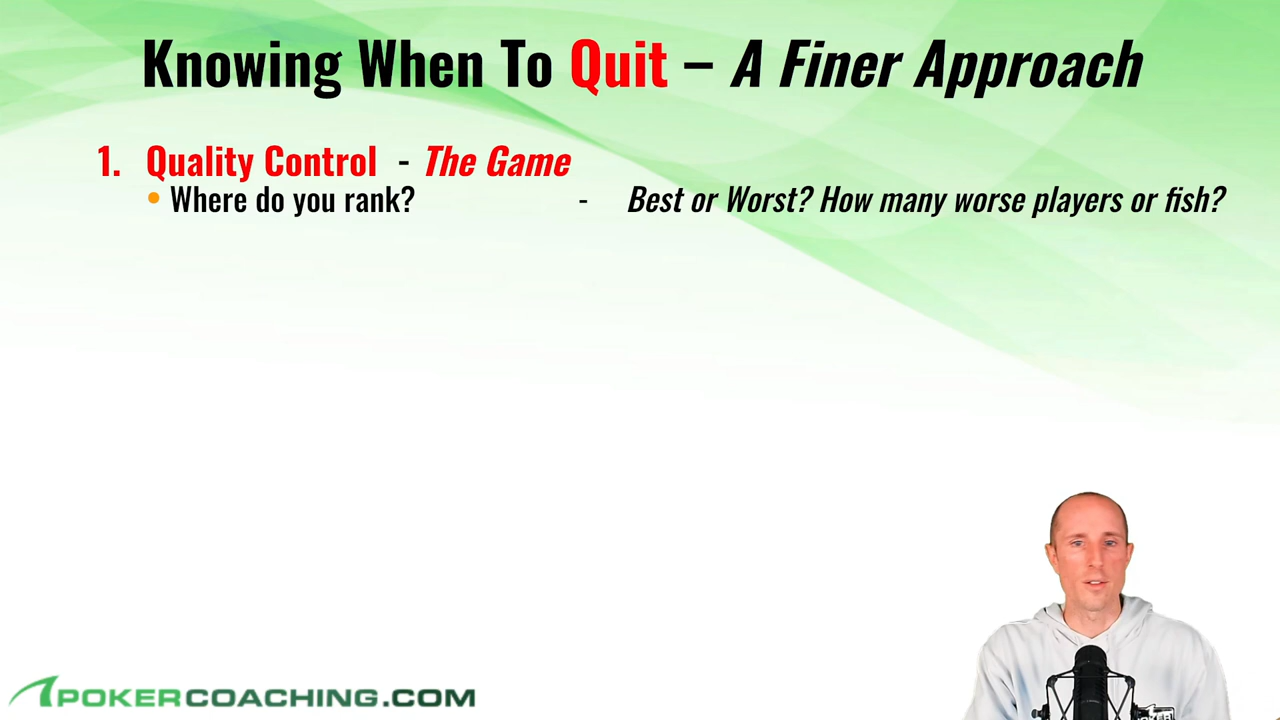 Knowing When To Quit – A Finer Approach
1. Quality Control - The Game
• Where do you rank? - Best or Worst? How many worse players or fish?
POKERCOACHING.COM